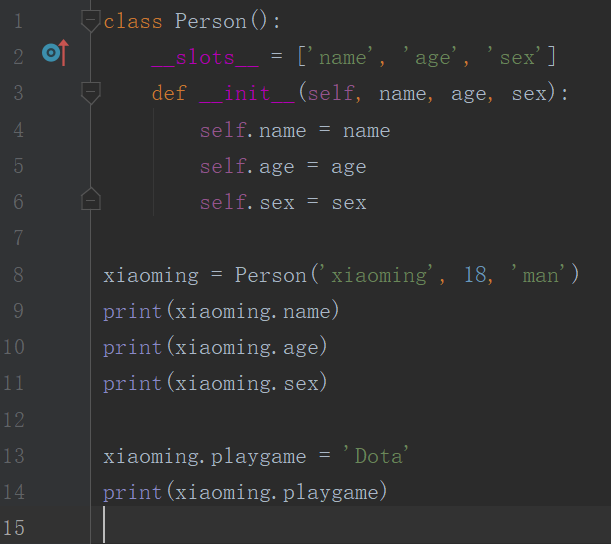 1 class Person():
2     __slots__ = ['name', 'age', 'sex']
3     def __init__(self, name, age, sex):
4         self.name = name
5         self.age = age
6         self.sex = sex
7
8 xiaoming = Person('xiaoming', 18, 'man')
9 print(xiaoming.name)
10 print(xiaoming.age)
11 print(xiaoming.sex)
12
13 xiaoming.playgame = 'Dota'
14 print(xiaoming.playgame)
15